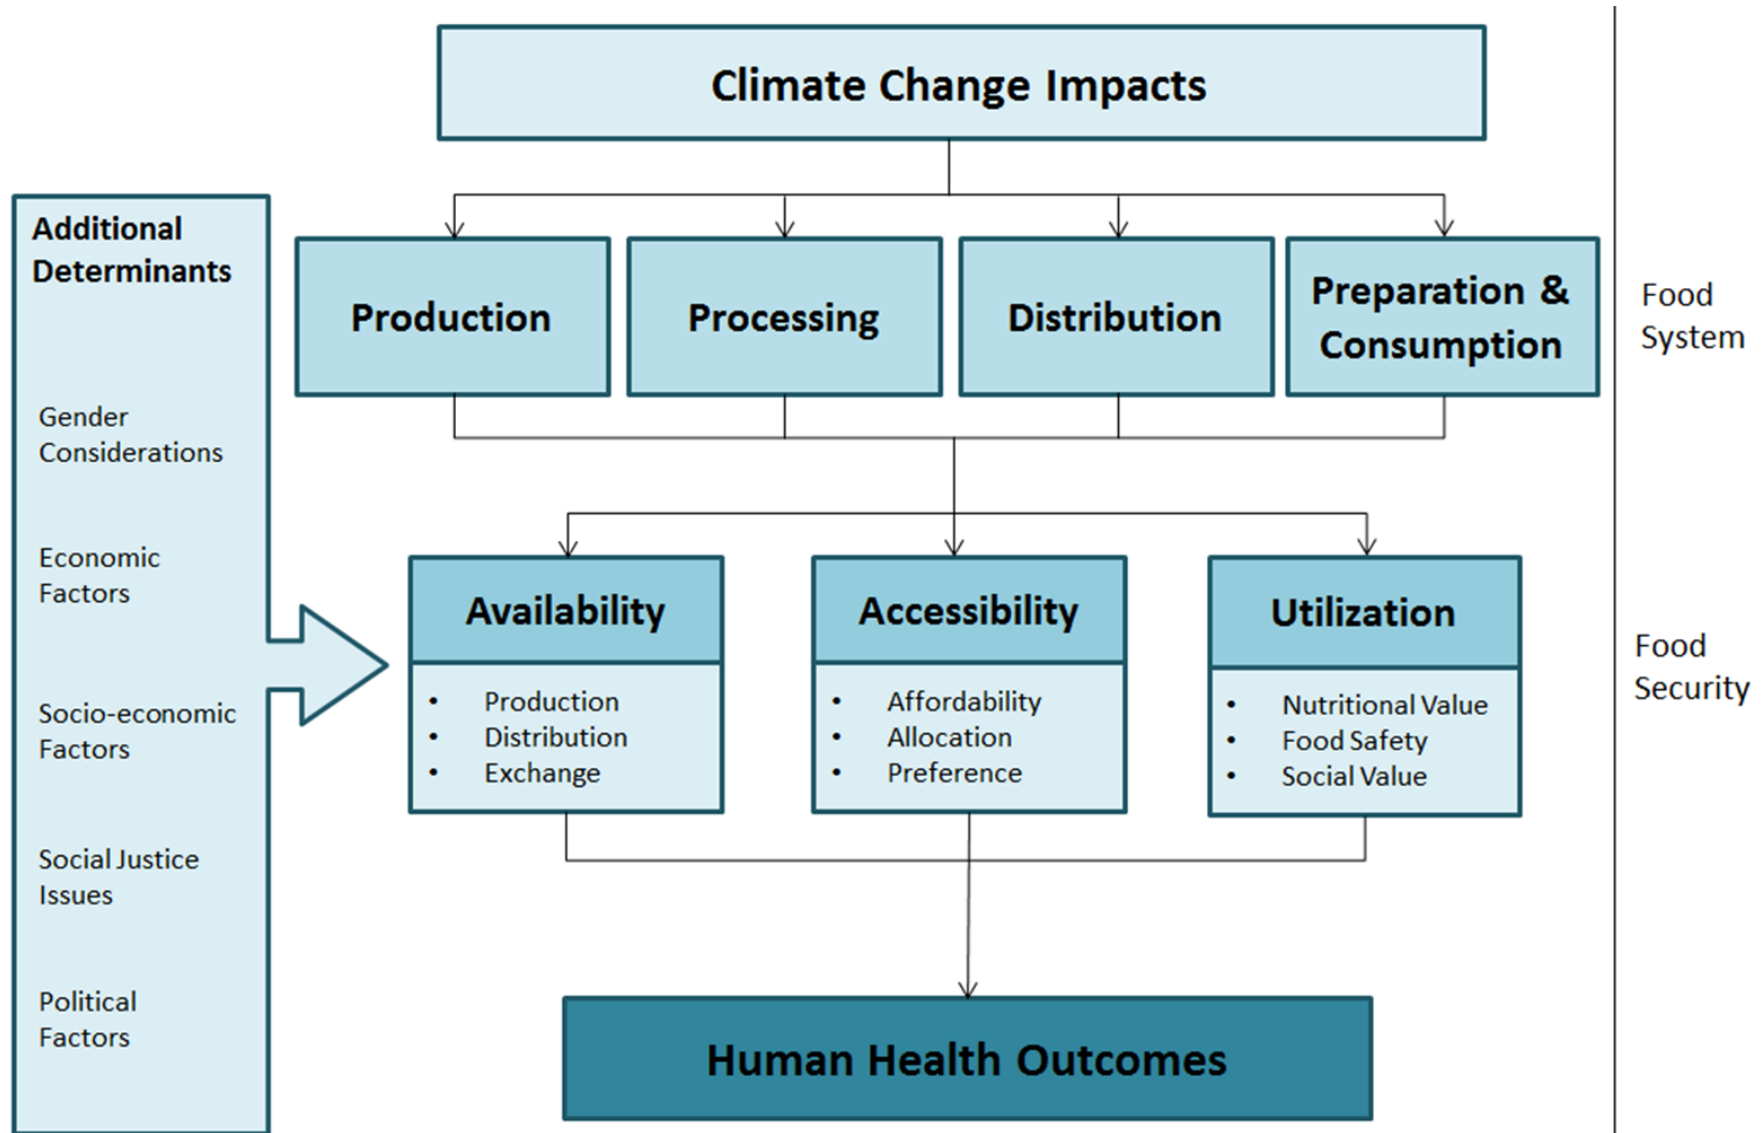 Climate Change Impacts
Additional
Determinants
Gender
Considerations
Economic
Factors
Socio-economic
Factors
Social Justice
Issues
Political
Factors
Production
Processing
Distribution
Preparation &
Consumption
Food
System
Availability
• Production
• Distribution
• Exchange
Accessibility
• Affordability
• Allocation
• Preference
Utilization
• Nutritional Value
• Food Safety
• Social Value
Food
Security
Human Health Outcomes